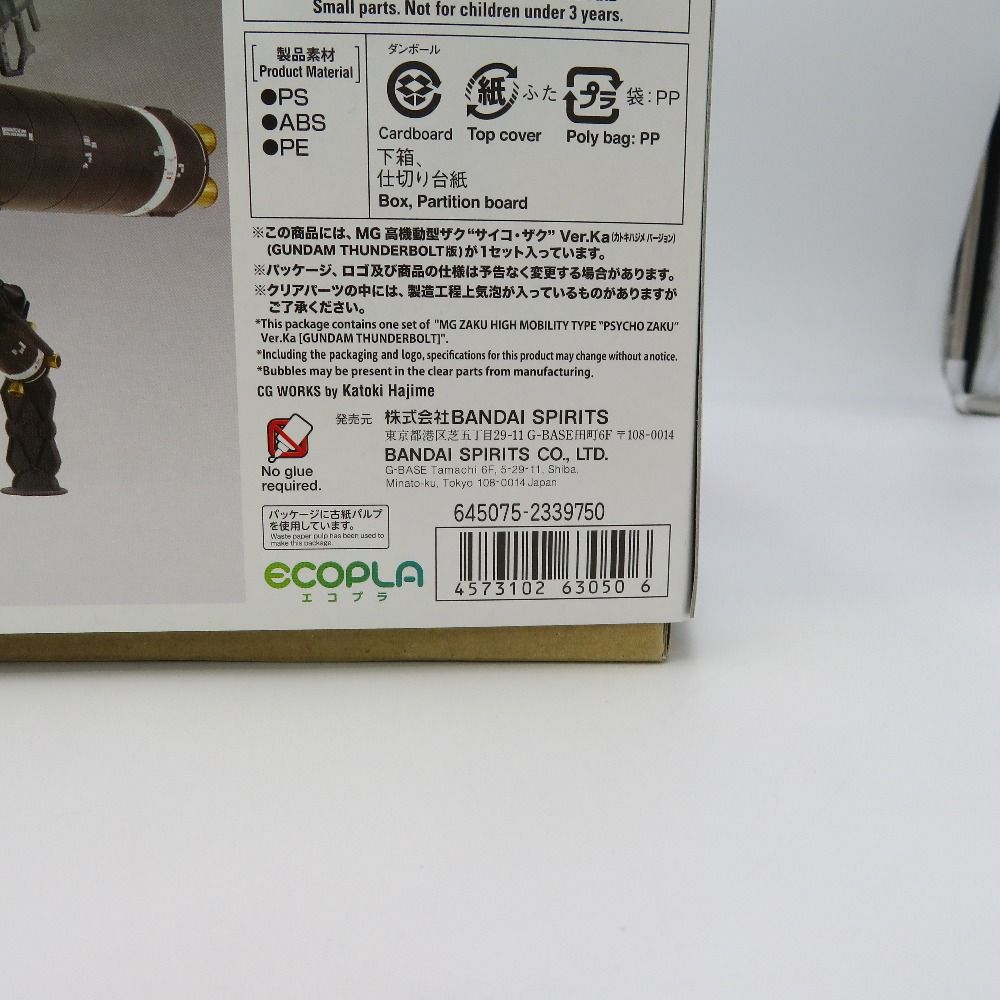 Small parts. Not for children under 3 years.
製品素材
Product Material
●PS
●ABS
●PE
ダンボール
Cardboard
紙 ふた
Top cover
プラ 袋:PP
Poly bag: PP
下箱、
仕切り台紙
Box, Partition board
※この商品には、MG 高機動型ザク“サイコ・ザク” Ver.Ka(カトキハジメ バージョン)
(GUNDAM THUNDERBOLT版)が1セット入っています。
※パッケージ、ロゴ及び商品の仕様は予告なく変更する場合があります。
※クリアパーツの中には、製造工程上気泡が入っているものがありますが
ご了承ください。
*This package contains one set of "MG ZAKU HIGH MOBILITY TYPE "PSYCHO ZAKU"
Ver.Ka [GUNDAM THUNDERBOLT]".
*Including the packaging and logo, specifications for this product may change without a notice.
*Bubbles may be present in the clear parts from manufacturing.
CG WORKS by Katoki Hajime
No glue
required.
発売元 株式会社BANDAI SPIRITS
東京都港区芝五丁目29-11 G-BASE田町6F 〒108-0014
BANDAI SPIRITS CO., LTD.
G-BASE Tamachi 6F, 5-29-11, Shiba,
Minato-ku, Tokyo 108-0014 Japan
パッケージに古紙パルプ
を使用しています。
Waste paper pulp has been used to
make this package.
ECOPLA
エコプラ
645075-2339750
4573102 63050 6